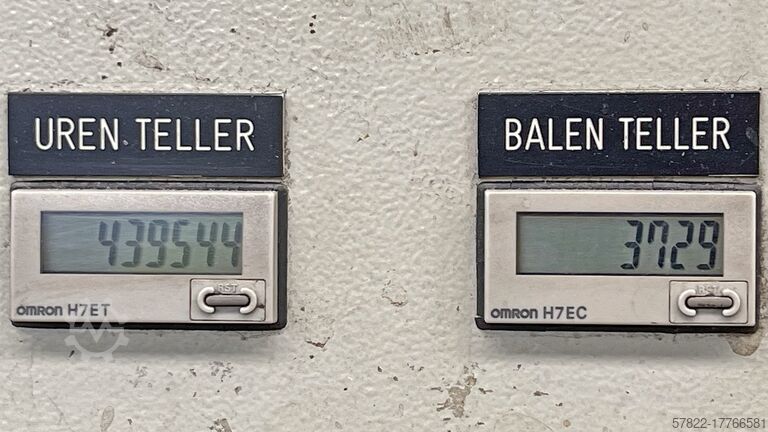 UREN TELLER
BALEN TELLER
439544
3729
RST
RST
OMRON H7ET
OMRON H7EC
57822-17766581